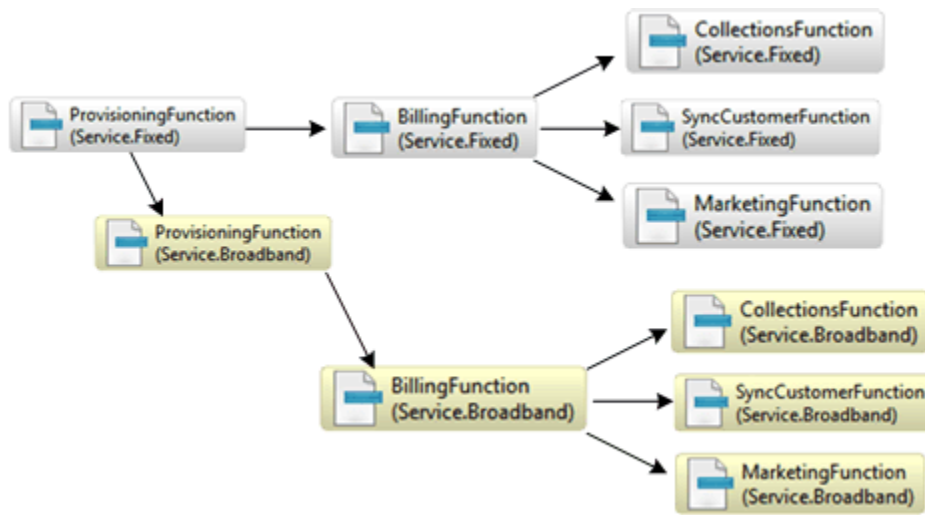 CollectionsFunction
(Service.Fixed)
ProvisioningFunction
(Service.Fixed)
BillingFunction
(Service.Fixed)
SyncCustomerFunction
(Service.Fixed)
MarketingFunction
(Service.Fixed)
ProvisioningFunction
(Service.Broadband)
CollectionsFunction
(Service.Broadband)
BillingFunction
(Service.Broadband)
SyncCustomerFunction
(Service.Broadband)
MarketingFunction
(Service.Broadband)